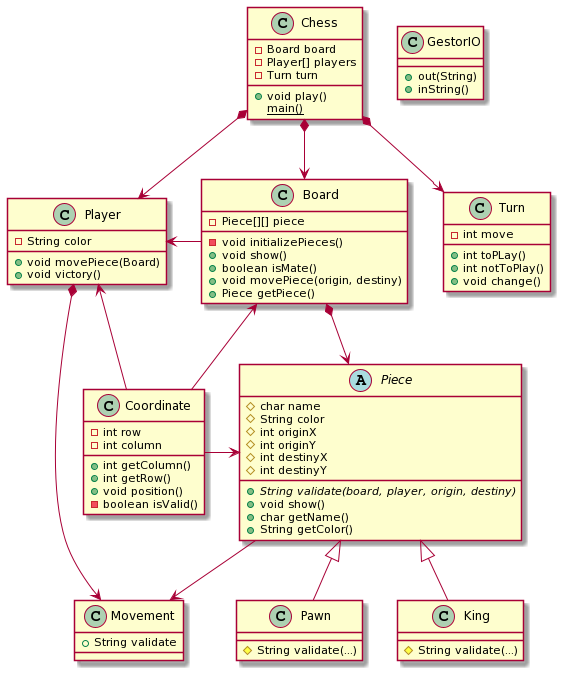 C Chess
Board board
Player[] players
Turn turn
void play()
main()
C GestorIO
out(String)
inString()
C Player
String color
void movePiece(Board)
void victory()
C Board
Piece[][] piece
void initializePieces()
void show()
boolean isMate()
void movePiece(origin, destiny)
Piece getPiece()
C Turn
int move
int toPLay()
int notToPlay()
void change()
C Coordinate
int row
int column
int getColumn()
int getRow()
void position()
boolean isValid()
A Piece
char name
String color
int originX
int originY
int destinyX
int destinyY
String validate(board, player, origin, destiny)
void show()
char getName()
String getColor()
C Movement
String validate
C Pawn
String validate(...)
C King
String validate(...)